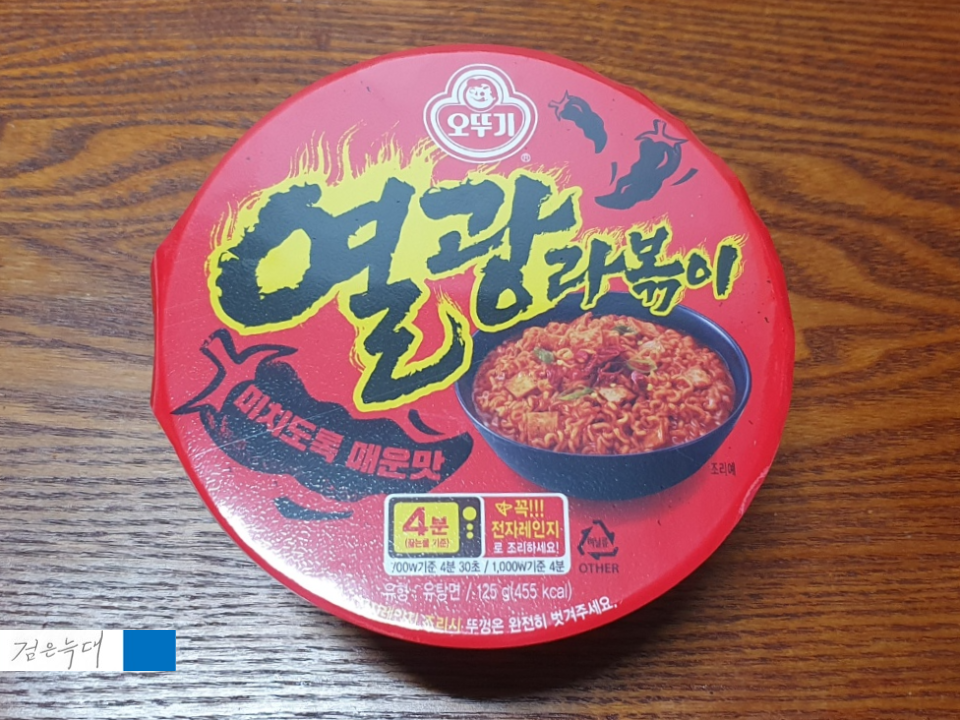 오뚜기
®
열광라볶이
미치도록 매운맛
조리예
4분
(끓는물 기준)
꼭!!!
전자레인지
로 조리하세요!
700W기준 4분 30초 / 1,000W기준 4분
OTHER
유형 : 유탕면 / 125 g(455 kcal)
조리시 뚜껑은 완전히 벗겨주세요.
검은늑대